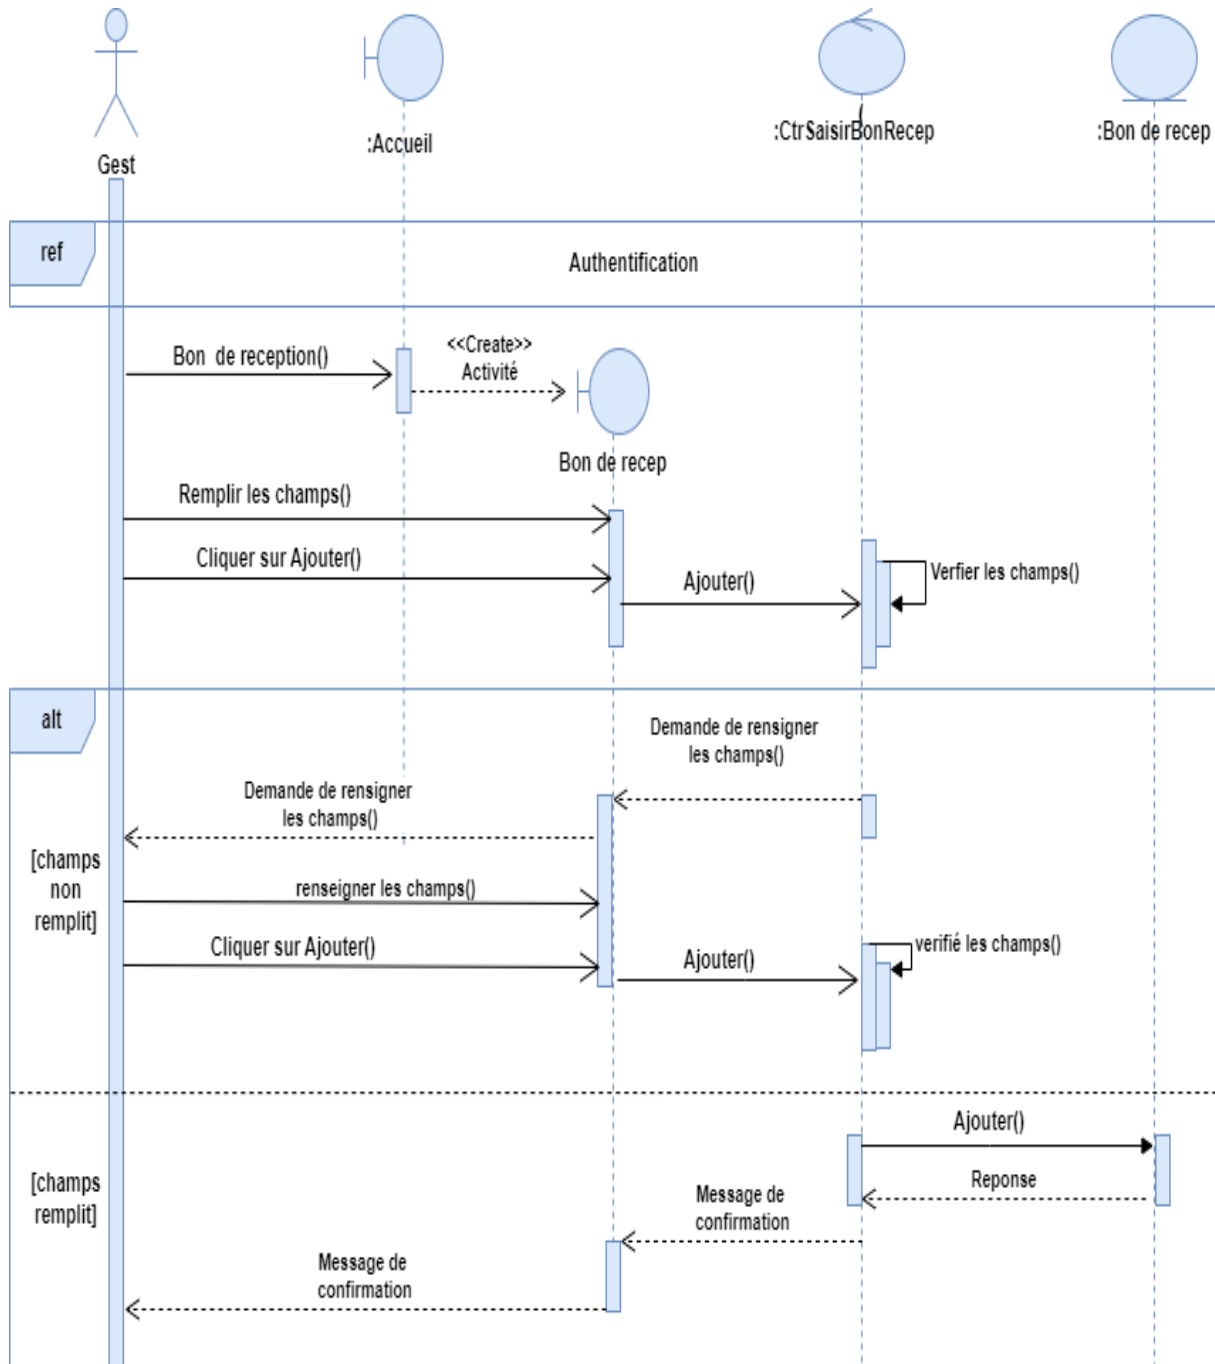 :Accueil
:CtrSaisirBonRecep
:Bon de recep
Gest
ref
Authentification
Bon de reception()
<<Create>>
Activité
Bon de recep
Remplir les champs()
Cliquer sur Ajouter()
Ajouter()
Verfier les champs()
alt
Demande de rensigner
les champs()
Demande de rensigner
les champs()
[champs
non
remplit]
renseigner les champs()
Cliquer sur Ajouter()
Ajouter()
verifié les champs()
Ajouter()
Reponse
[champs
remplit]
Message de
confirmation
Message de
confirmation